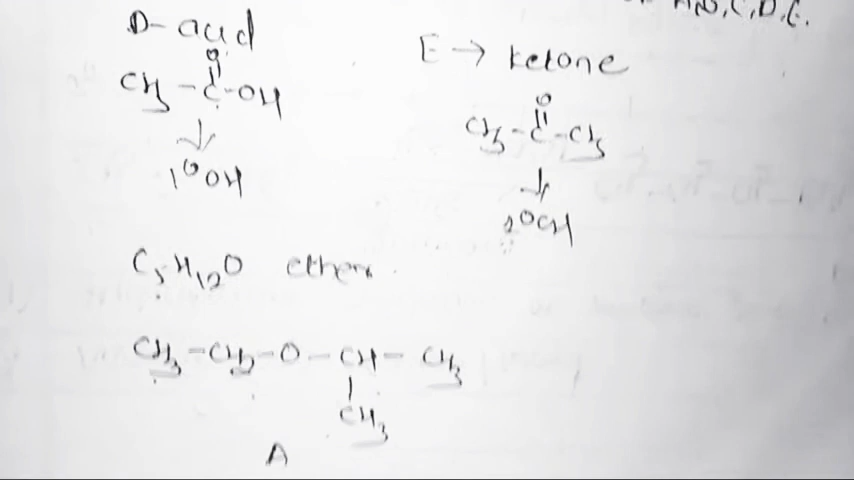 A,B,C,D,E.
D- acid
E → ketone
O
CH3 - C - OH
O
CH3 - C - CH3
1°OH
2°OH
C5H12O ether
CH3 - CH2 - O - CH - CH3
CH3
A